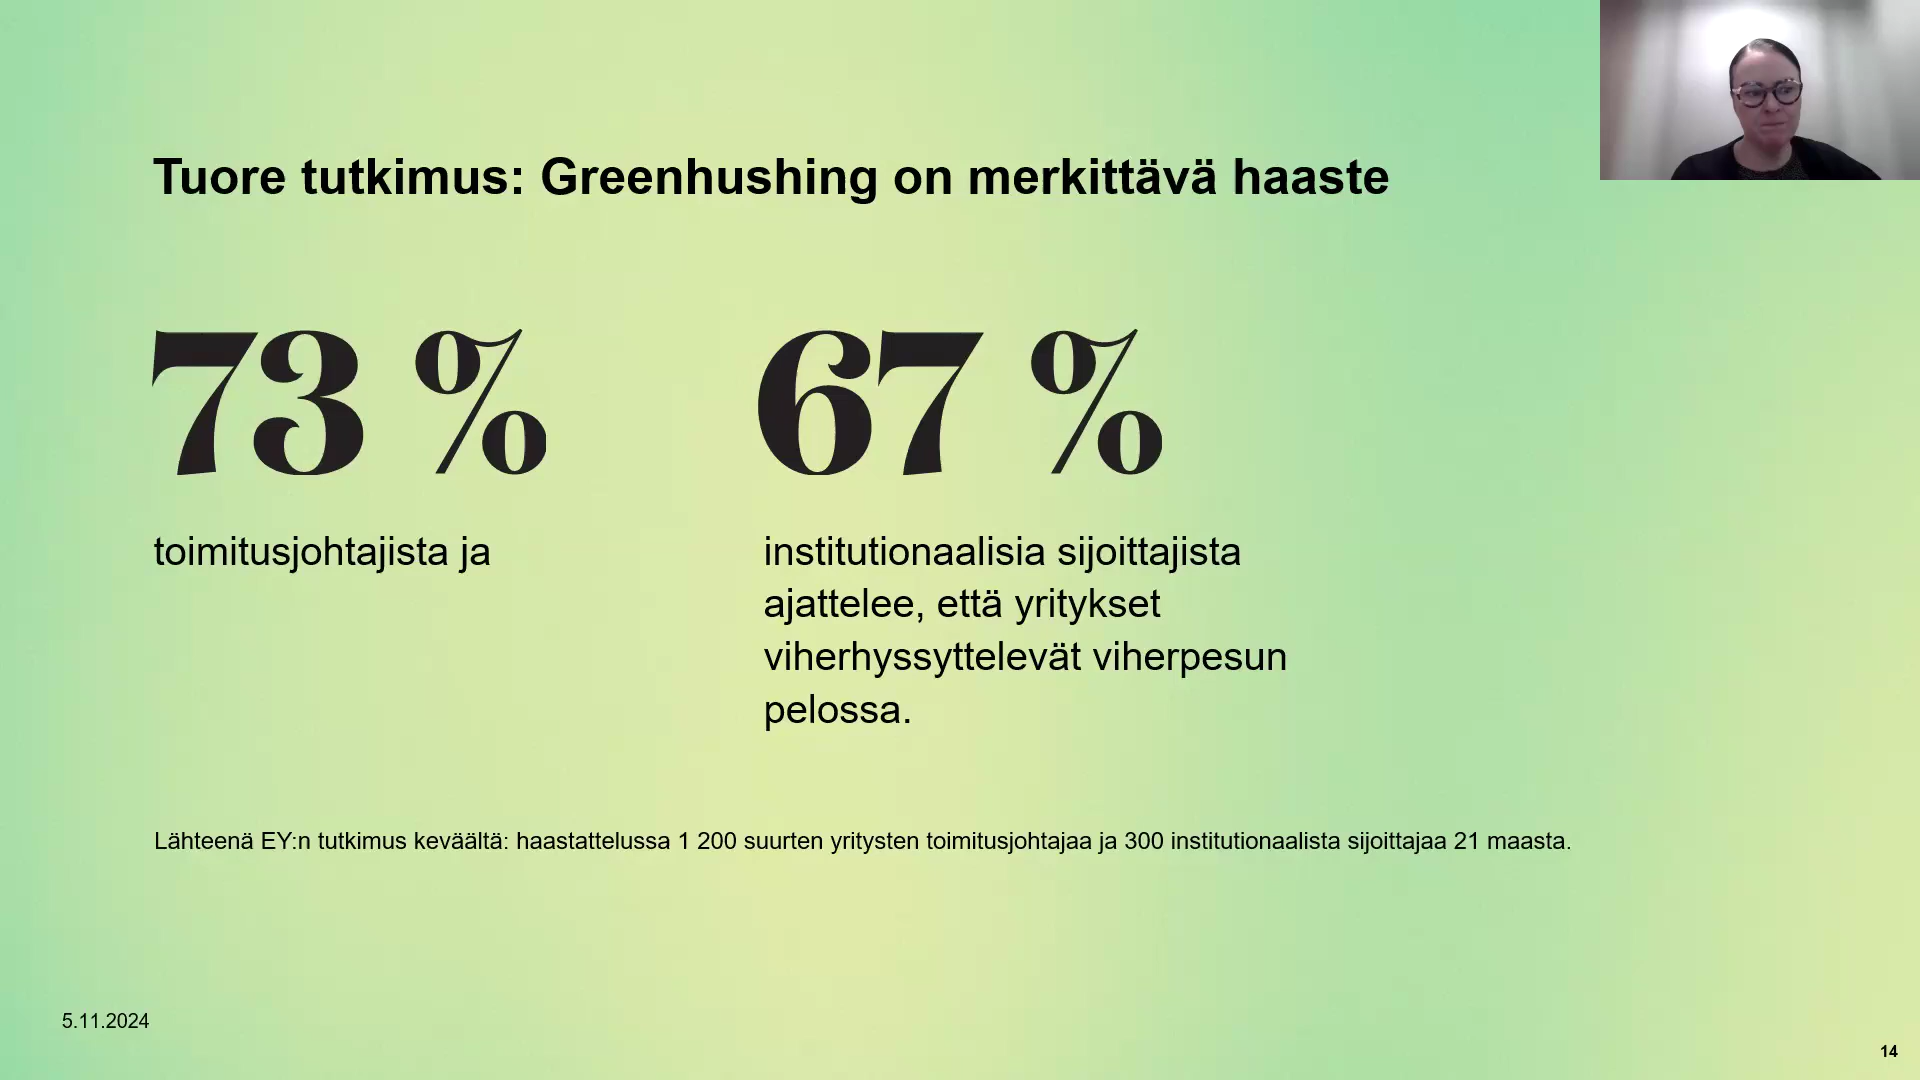 Tuore tutkimus: Greenhushing on merkittävä haaste
73 %
toimitusjohtajista ja
67 %
institutionaalisia sijoittajista
ajattelee, että yritykset
viherhyssyttelevät viherpesun
pelossa.
Lähteenä EY:n tutkimus keväältä: haastattelussa 1 200 suurten yritysten toimitusjohtajaa ja 300 institutionaalista sijoittajaa 21 maasta.
5.11.2024
14